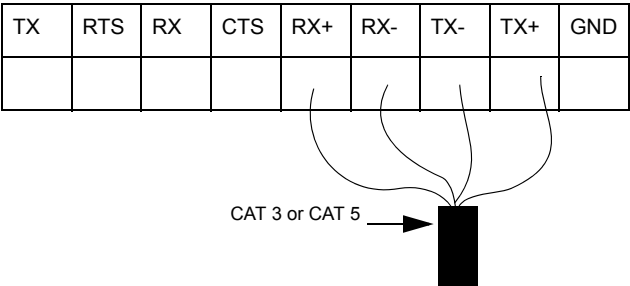 TX RTS RX CTS RX+ RX- TX- TX+ GND
CAT 3 or CAT 5